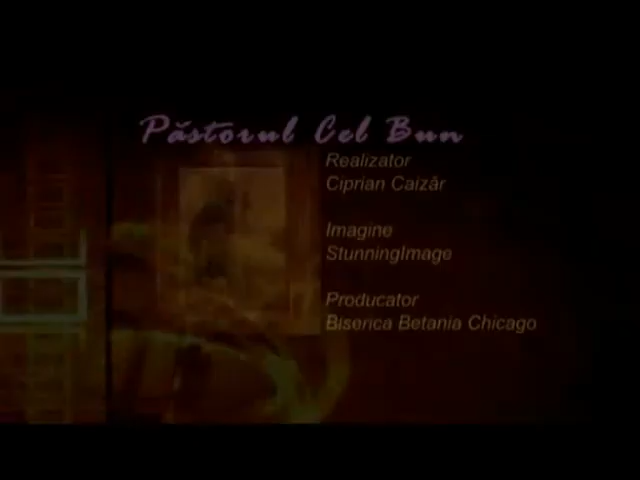 Păstorul Cel Bun
Realizator
Ciprian Caizăr
Imagine
StunningImage
Producator
Biserica Betania Chicago